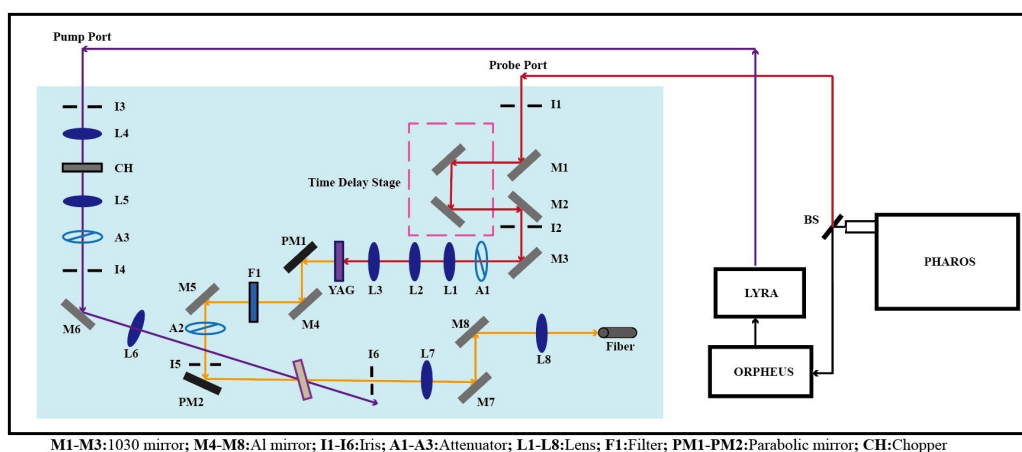 Pump Port
Probe Port
I3
I1
L4
CH
M1
Time Delay Stage
L5
M2
BS
A3
I2
PHAROS
PM1
M3
I4
F1
YAG
L3
L2
L1
A1
LYRA
M5
M4
M6
A2
M8
L6
I5
I6
L7
L8
Fiber
ORPHEUS
PM2
M7
M1-M3:1030 mirror; M4-M8:Al mirror; I1-I6:Iris; A1-A3:Attenuator; L1-L8:Lens; F1:Filter; PM1-PM2:Parabolic mirror; CH:Chopper